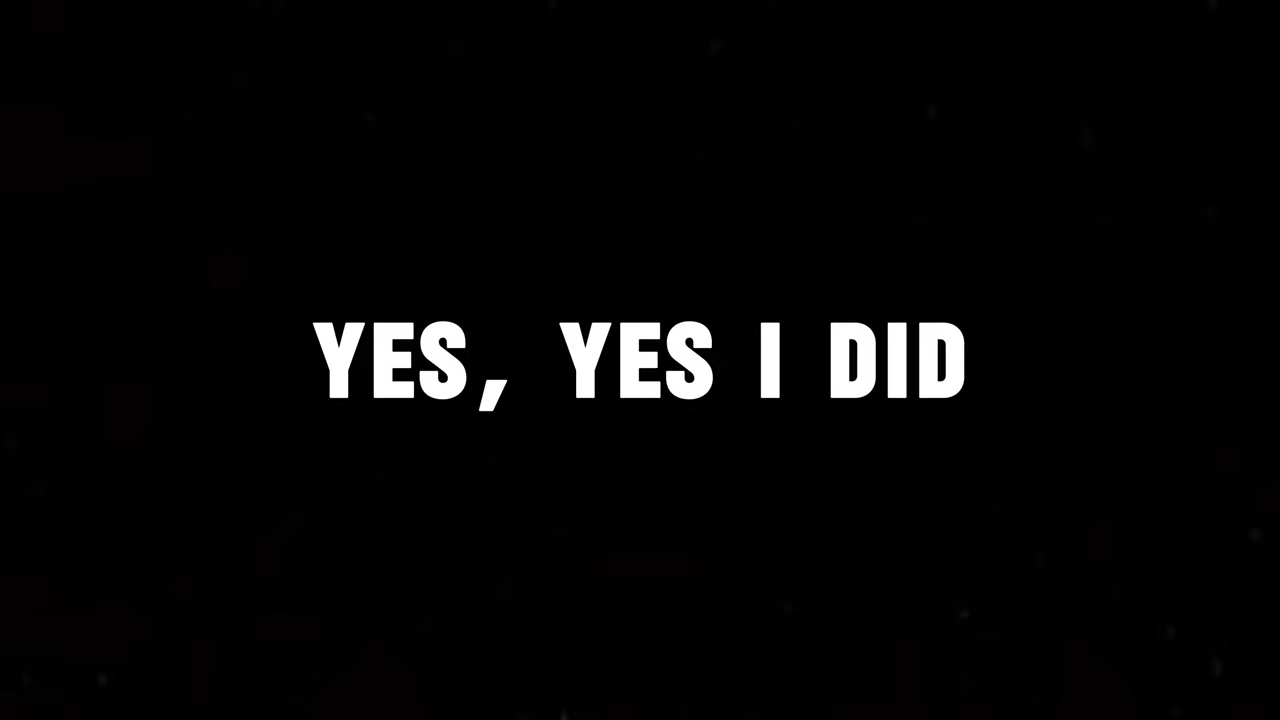 YES, YES I DID